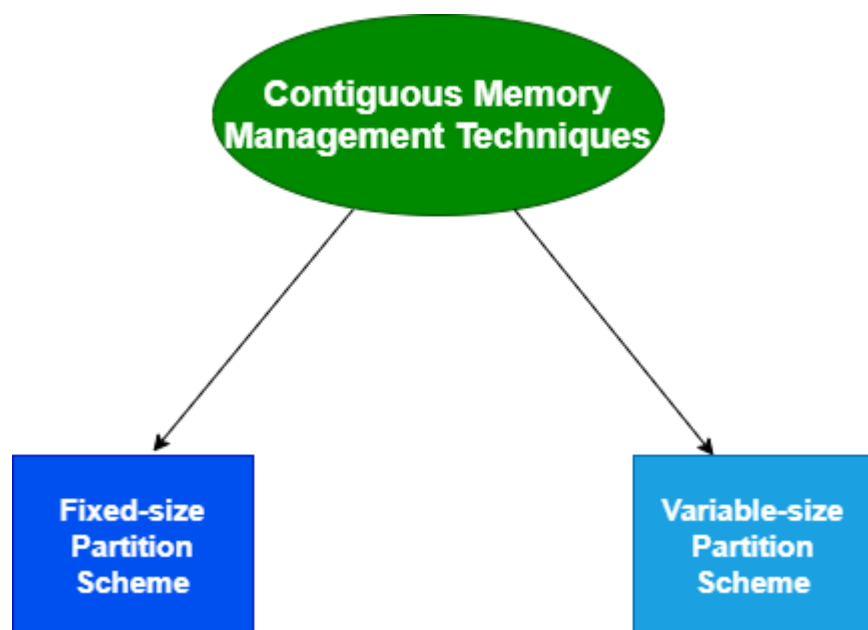 Contiguous Memory
Management Techniques
Fixed-size
Partition
Scheme
Variable-size
Partition
Scheme